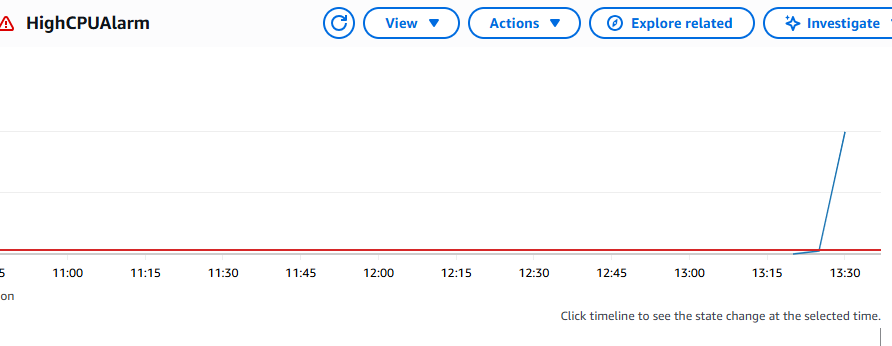 HighCPUAlarm View Actions Explore related Investigate
5 11:00 11:15 11:30 11:45 12:00 12:15 12:30 12:45 13:00 13:15 13:30
on
Click timeline to see the state change at the selected time.